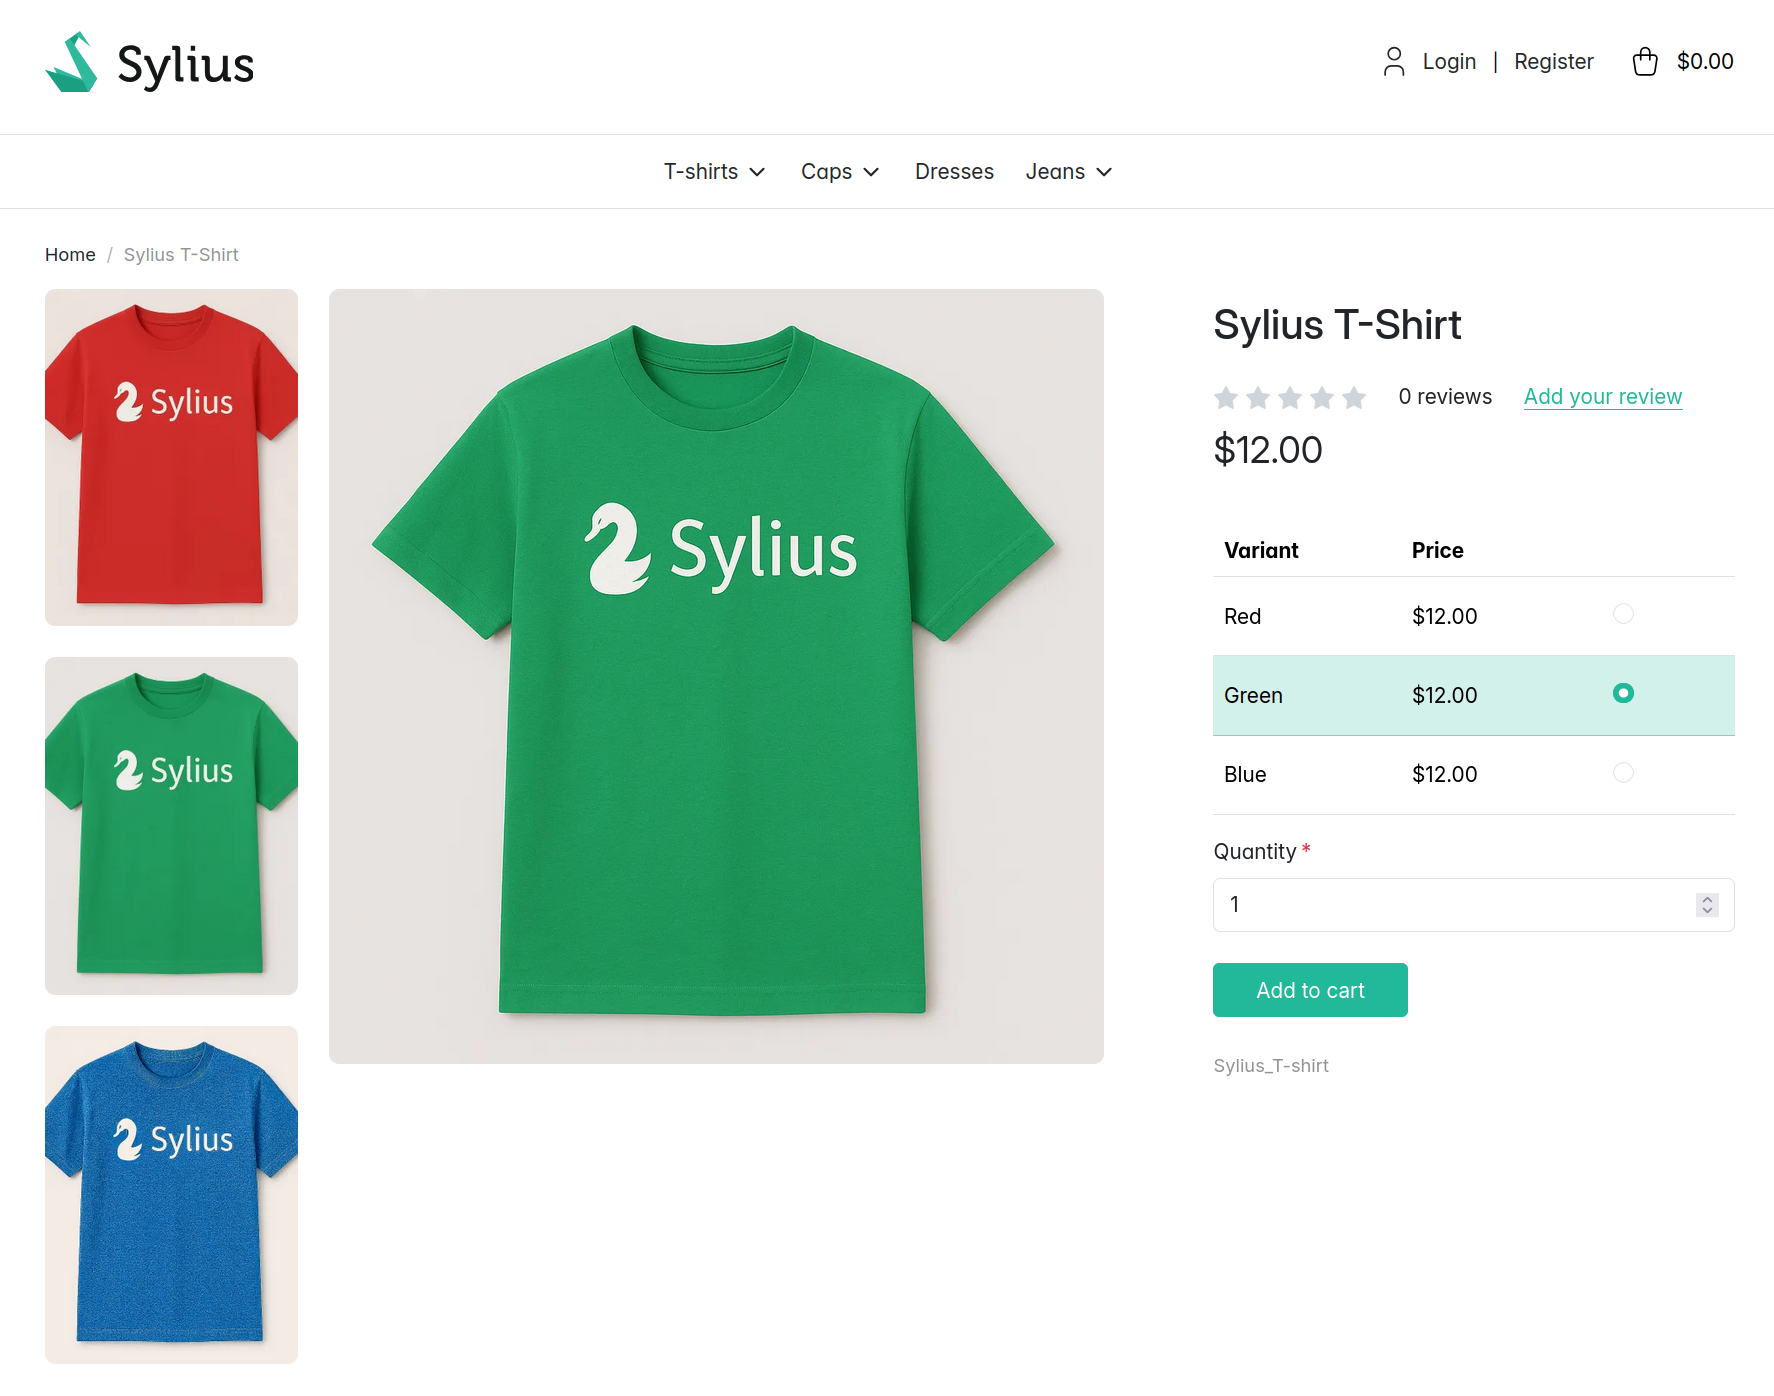 Sylius
Login | Register $0.00
T-shirts Caps Dresses Jeans
Home / Sylius T-Shirt
Sylius
Sylius
Sylius
Sylius
Sylius T-Shirt
0 reviews Add your review
$12.00
Variant Price
Red $12.00
Green $12.00
Blue $12.00
Quantity *
1
Add to cart
Sylius_T-shirt